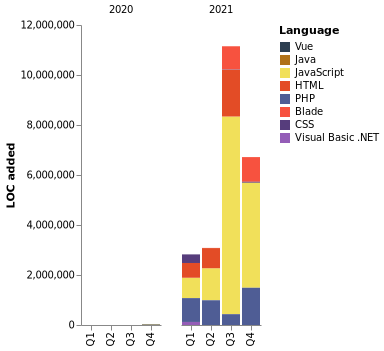 2020 2021
12,000,000
10,000,000
8,000,000
6,000,000
4,000,000
2,000,000
0
LOC added
Q1 Q2 Q3 Q4 Q1 Q2 Q3 Q4
Language
Vue
Java
JavaScript
HTML
PHP
Blade
CSS
Visual Basic .NET